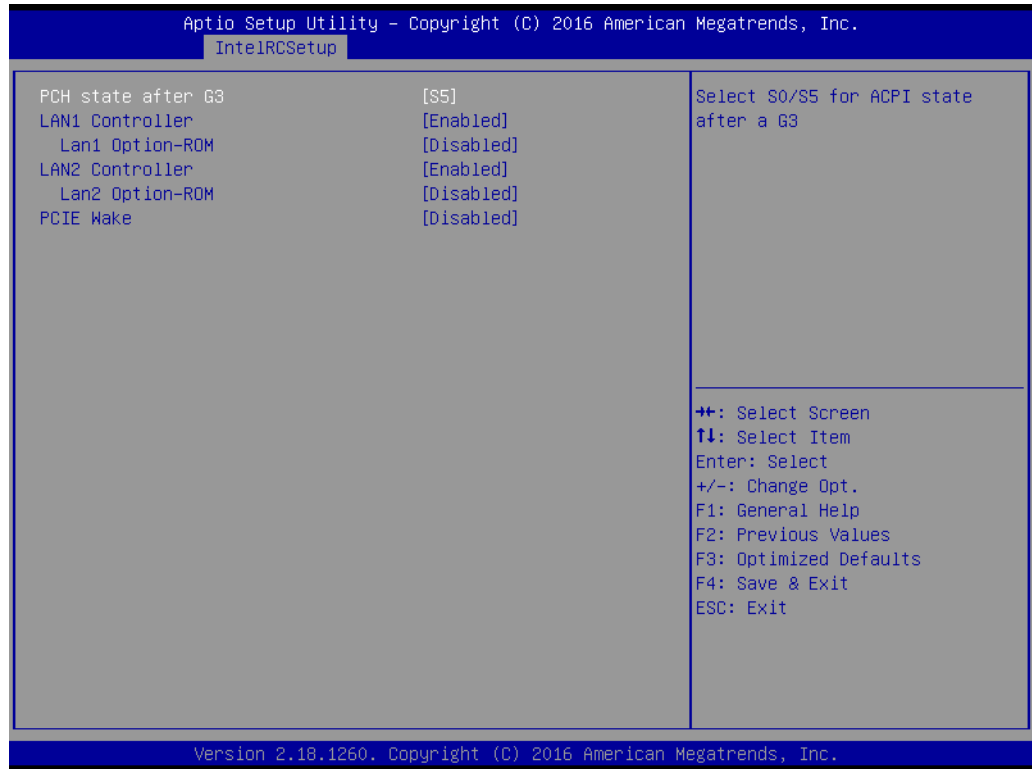 Aptio Setup Utility – Copyright (C) 2016 American Megatrends, Inc.
IntelRCSetup
PCH state after G3 [S5]
LAN1 Controller [Enabled]
Lan1 Option-ROM [Disabled]
LAN2 Controller [Enabled]
Lan2 Option-ROM [Disabled]
PCIE Wake [Disabled]
Select S0/S5 for ACPI state
after a G3
→←: Select Screen
↑↓: Select Item
Enter: Select
+/-: Change Opt.
F1: General Help
F2: Previous Values
F3: Optimized Defaults
F4: Save & Exit
ESC: Exit
Version 2.18.1260. Copyright (C) 2016 American Megatrends, Inc.